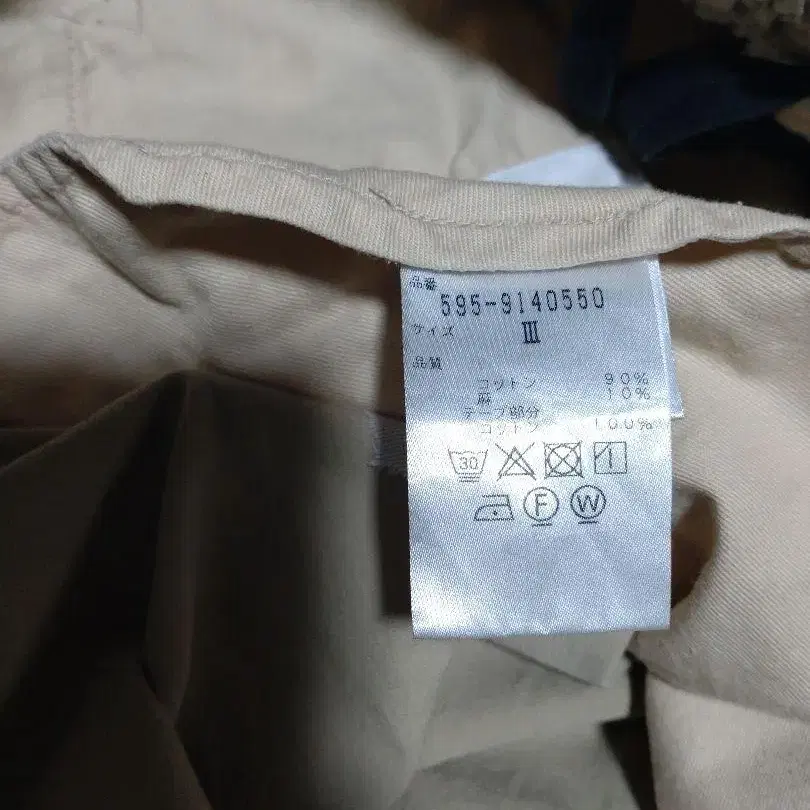 品番
595-9140550
サイズ Ⅲ
品質
コットン 90%
麻 10%
テープ部分
コットン 100%
30
F W